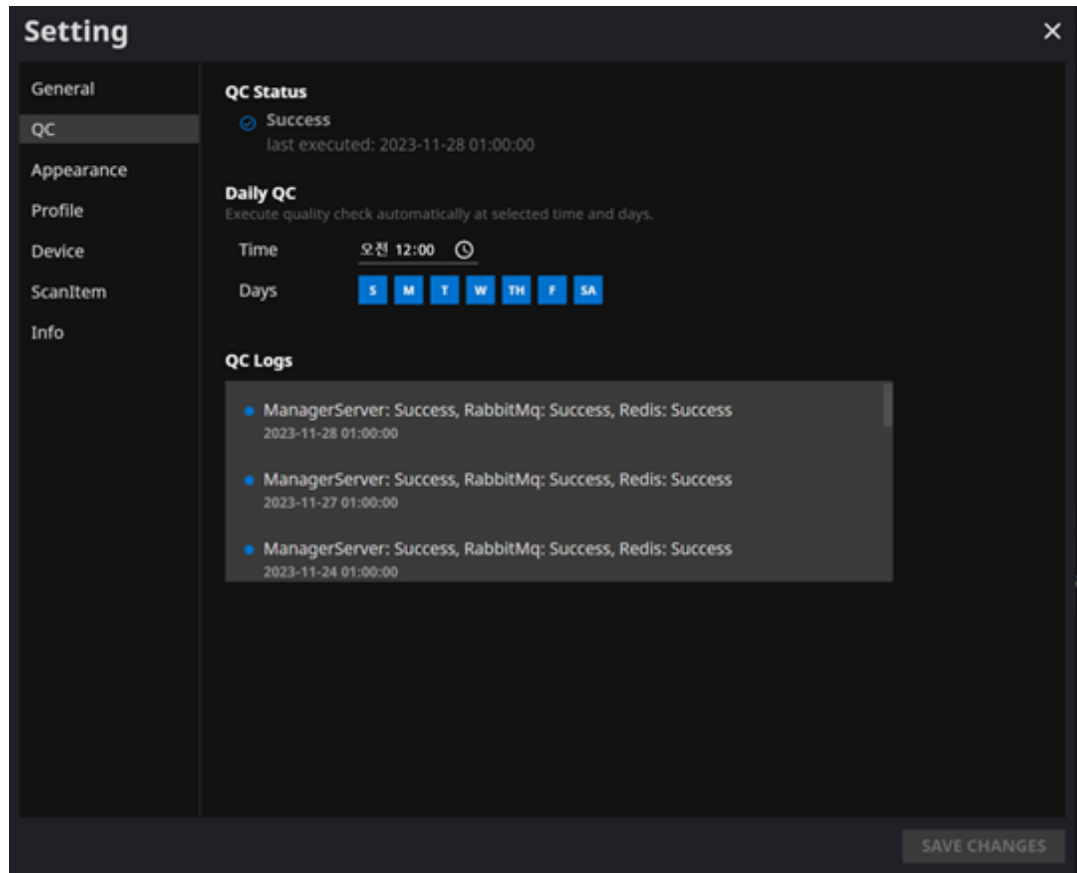 Setting
General
QC
Appearance
Profile
Device
ScanItem
Info
QC Status
Success
last executed: 2023-11-28 01:00:00
Daily QC
Execute quality check automatically at selected time and days.
Time 오전 12:00
Days S M T W TH F SA
QC Logs
ManagerServer: Success, RabbitMq: Success, Redis: Success
2023-11-28 01:00:00
ManagerServer: Success, RabbitMq: Success, Redis: Success
2023-11-27 01:00:00
ManagerServer: Success, RabbitMq: Success, Redis: Success
2023-11-24 01:00:00
SAVE CHANGES